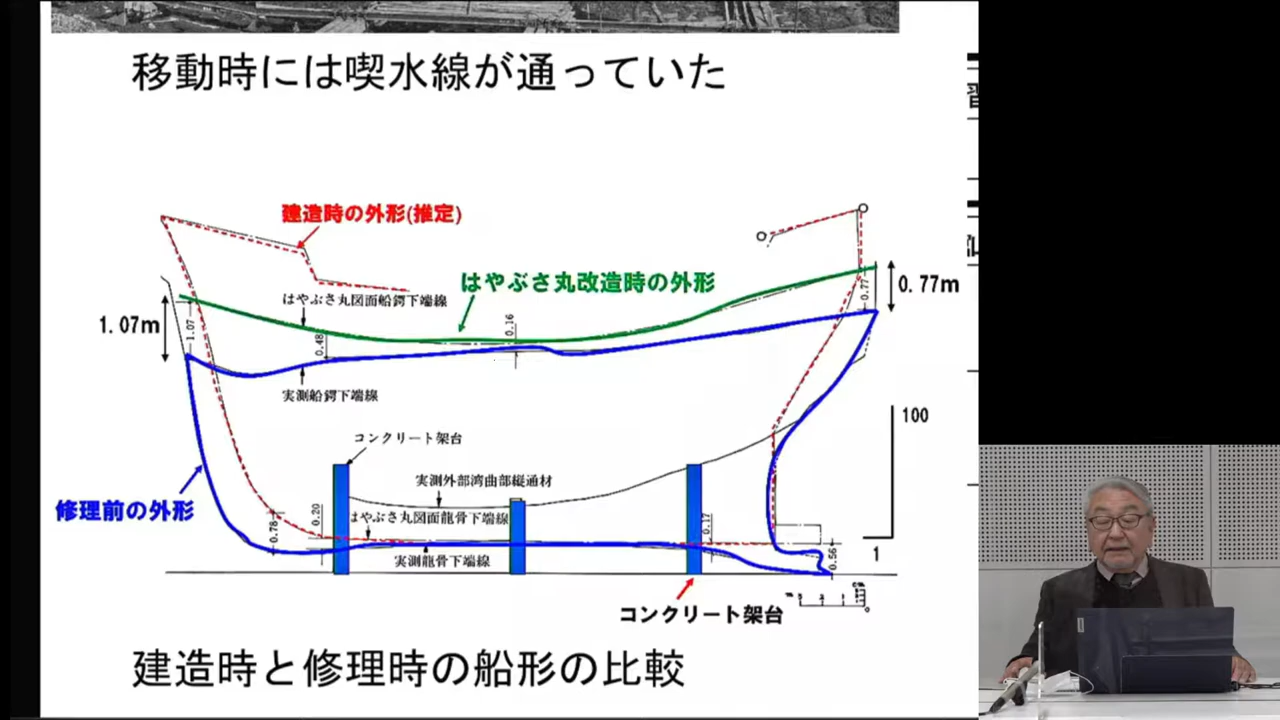 移動時には喫水線が通っていた
建造時の外形(推定)
はやぶさ丸改造時の外形
はやぶさ丸図面船鍔下端線
0.77m
0.77
1.07m
1.07
0.48
0.16
実測船鍔下端線
100
コンクリート架台
実測外部湾曲部縦通材
修理前の外形
はやぶさ丸図面龍骨下端線
0.78
0.20
0.17
実測龍骨下端線
0.56
1
コンクリート架台
建造時と修理時の船形の比較